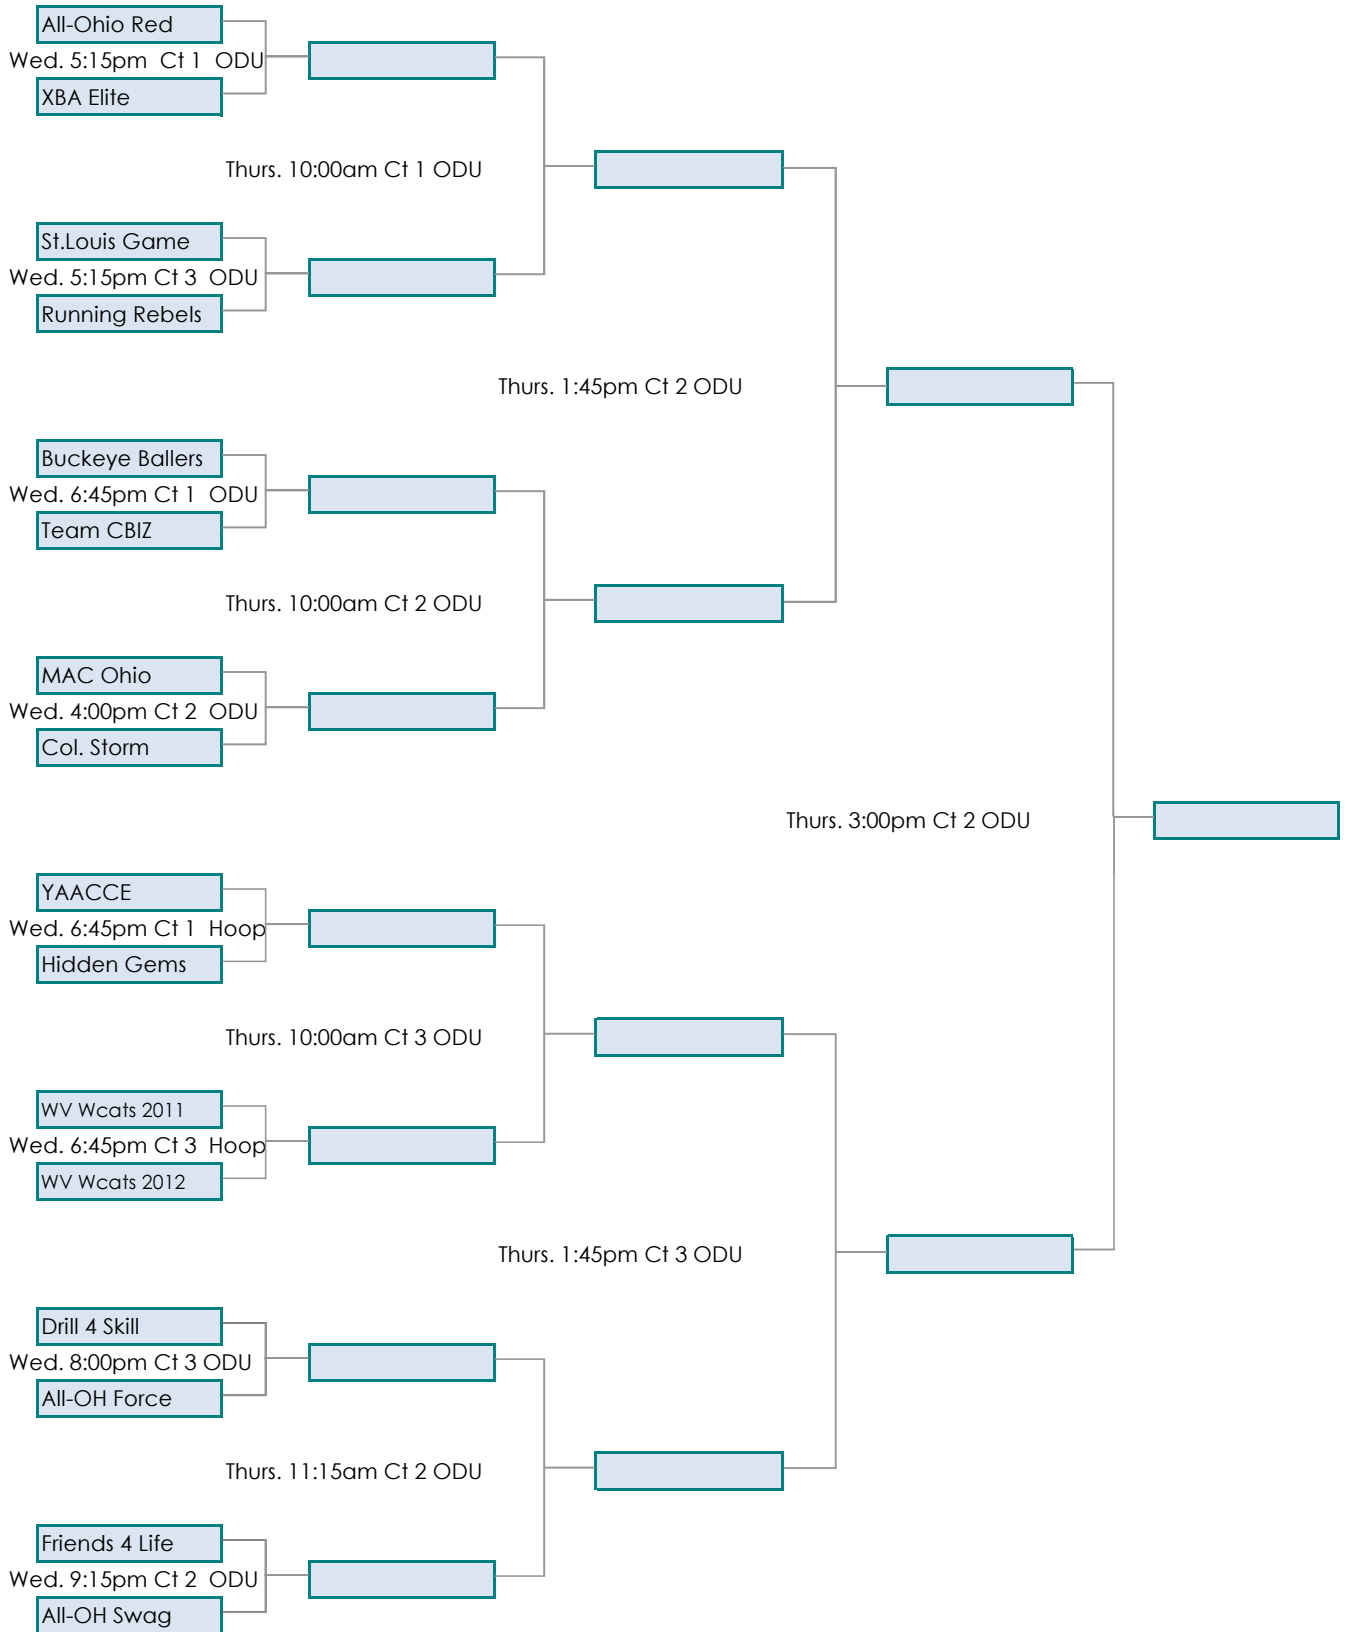 All-Ohio Red
Wed. 5:15pm  Ct 1  ODU
XBA Elite
Thurs. 10:00am Ct 1 ODU
St.Louis Game
Wed. 5:15pm Ct 3  ODU
Running Rebels
Thurs. 1:45pm Ct 2 ODU
Buckeye Ballers
Wed. 6:45pm Ct 1  ODU
Team CBIZ
Thurs. 10:00am Ct 2 ODU
MAC Ohio
Wed. 4:00pm Ct 2  ODU
Col. Storm
Thurs. 3:00pm Ct 2 ODU
YAACCE
Wed. 6:45pm Ct 1  Hoop
Hidden Gems
Thurs. 10:00am Ct 3 ODU
WV Wcats 2011
Wed. 6:45pm Ct 3  Hoop
WV Wcats 2012
Thurs. 1:45pm Ct 3 ODU
Drill 4 Skill
Wed. 8:00pm Ct 3 ODU
All-OH Force
Thurs. 11:15am Ct 2 ODU
Friends 4 Life
Wed. 9:15pm Ct 2  ODU
All-OH Swag